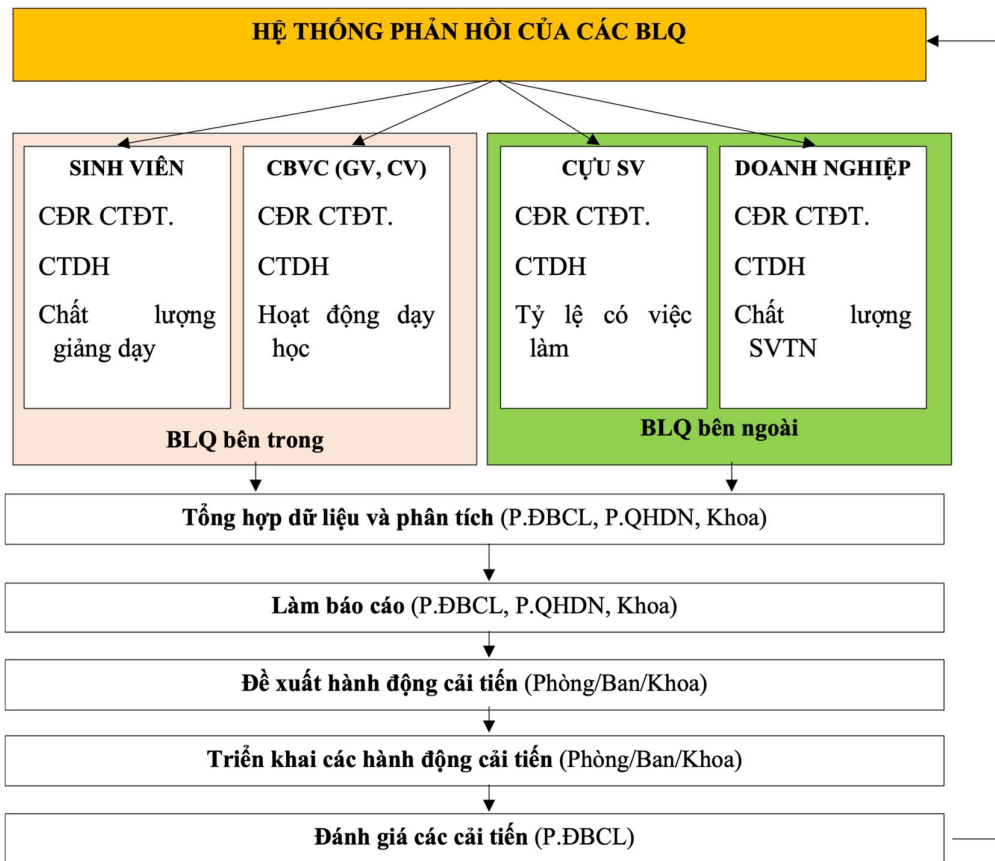 HỆ THỐNG PHẢN HỒI CỦA CÁC BLQ
SINH VIÊN
CĐR CTĐT.
CTDH
Chất lượng
giảng dạy
CBVC (GV, CV)
CĐR CTĐT.
CTDH
Hoạt động dạy
học
BLQ bên trong
CỰU SV
CĐR CTĐT.
CTDH
Tỷ lệ có việc
làm
DOANH NGHIỆP
CĐR CTĐT.
CTDH
Chất lượng
SVTN
BLQ bên ngoài
Tổng hợp dữ liệu và phân tích (P.ĐBCL, P.QHDN, Khoa)
Làm báo cáo (P.ĐBCL, P.QHDN, Khoa)
Đề xuất hành động cải tiến (Phòng/Ban/Khoa)
Triển khai các hành động cải tiến (Phòng/Ban/Khoa)
Đánh giá các cải tiến (P.ĐBCL)